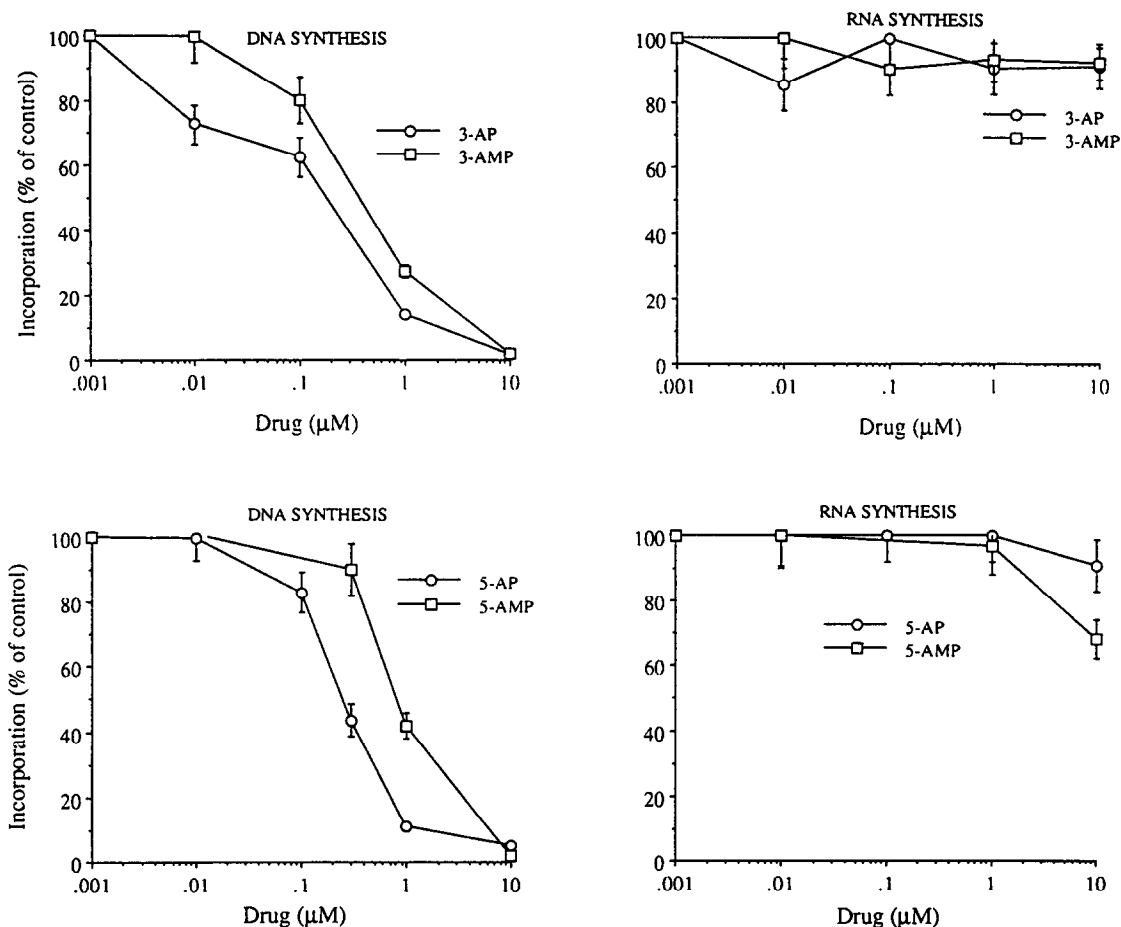 DNA SYNTHESIS
Incorporation (% of control)
100
80
60
40
20
0
3-AP
3-AMP
.001 .01 .1 1 10
Drug (µM)
RNA SYNTHESIS
100
80
60
40
20
0
3-AP
3-AMP
.001 .01 .1 1 10
Drug (µM)
DNA SYNTHESIS
Incorporation (% of control)
100
80
60
40
20
0
5-AP
5-AMP
.001 .01 .1 1 10
Drug (µM)
RNA SYNTHESIS
100
80
60
40
20
0
5-AP
5-AMP
.001 .01 .1 1 10
Drug (µM)